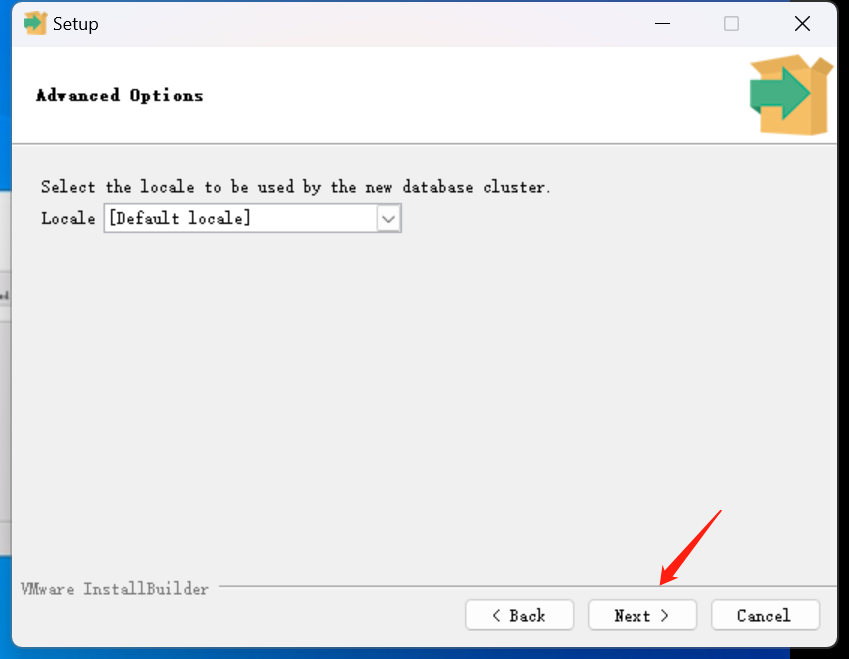 Setup
Advanced Options
Select the locale to be used by the new database cluster.
Locale [Default locale]
VMware InstallBuilder
< Back Next > Cancel